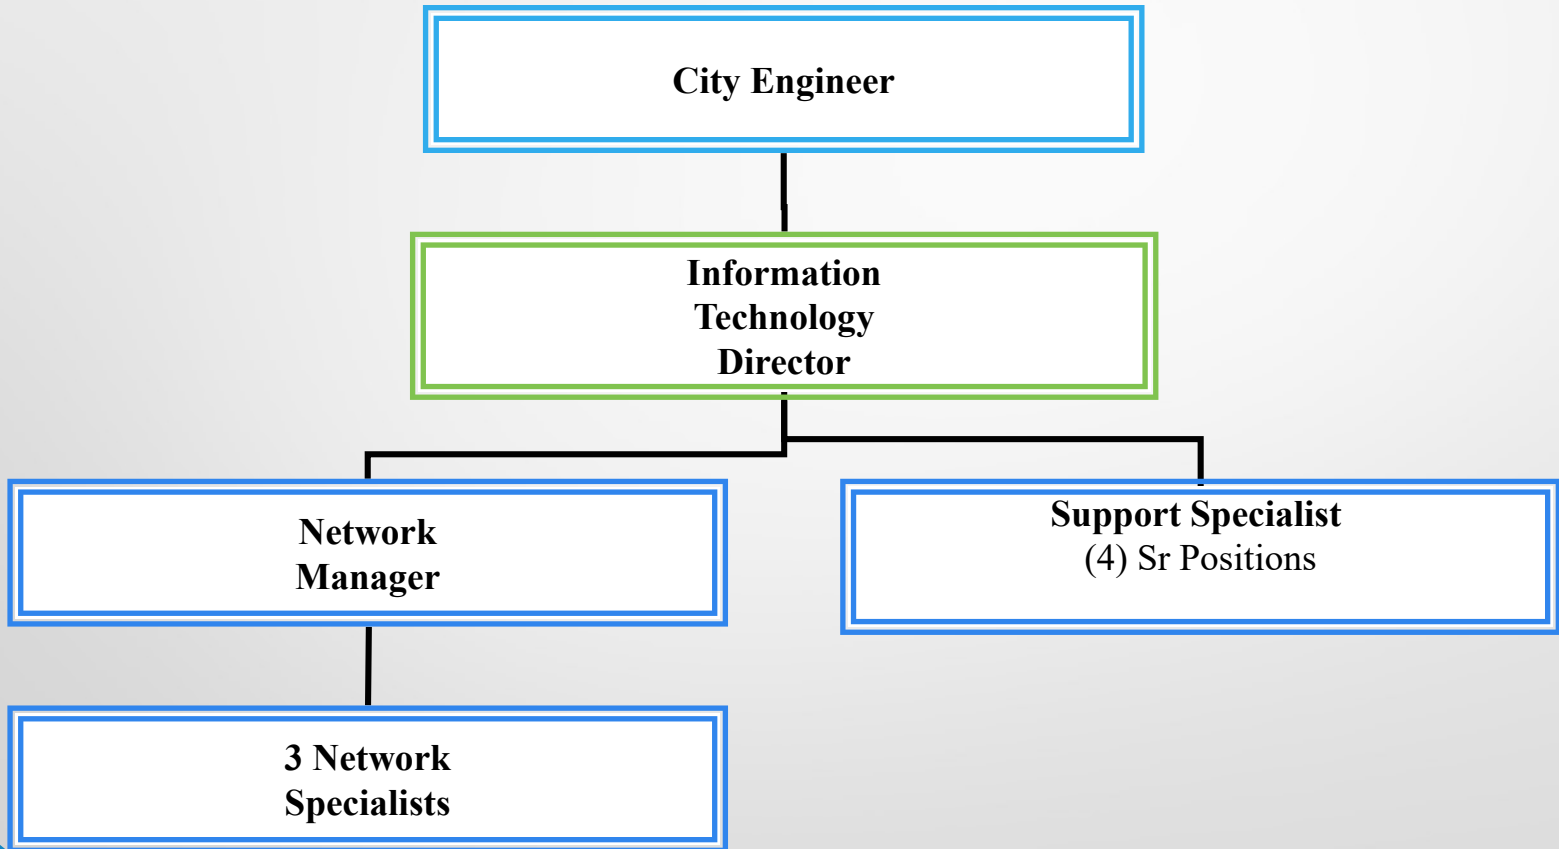 City Engineer
Information
Technology
Director
Network
Manager
Support Specialist
(4) Sr Positions
3 Network
Specialists